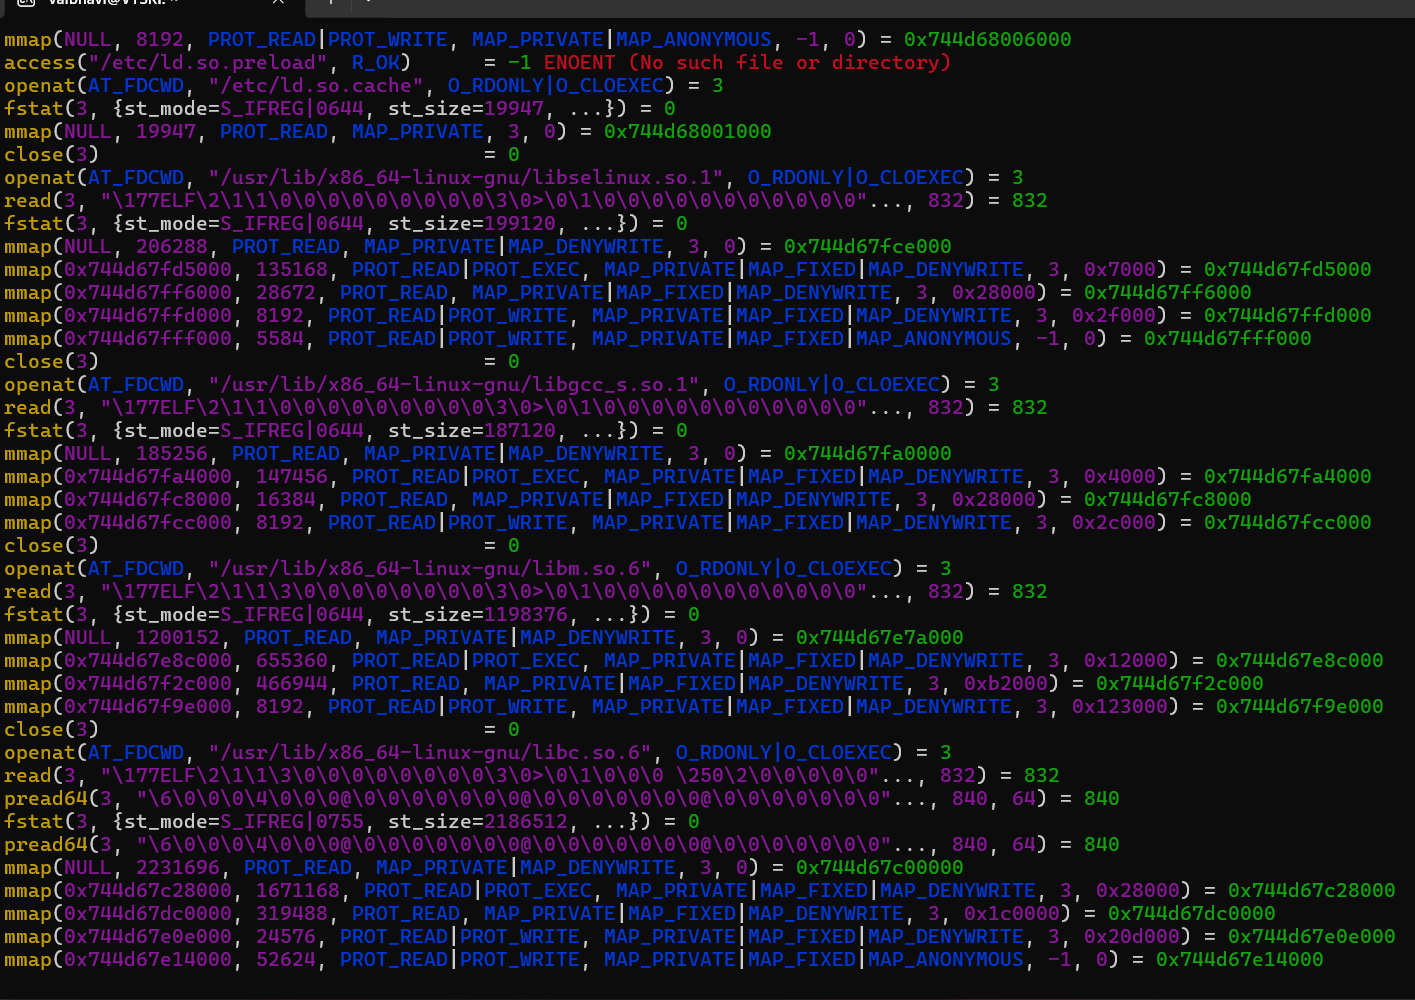 mmap(NULL, 8192, PROT_READ|PROT_WRITE, MAP_PRIVATE|MAP_ANONYMOUS, -1, 0) = 0x744d68006000
access("/etc/ld.so.preload", R_OK)      = -1 ENOENT (No such file or directory)
openat(AT_FDCWD, "/etc/ld.so.cache", O_RDONLY|O_CLOEXEC) = 3
fstat(3, {st_mode=S_IFREG|0644, st_size=19947, ...}) = 0
mmap(NULL, 19947, PROT_READ, MAP_PRIVATE, 3, 0) = 0x744d68001000
close(3)                                = 0
openat(AT_FDCWD, "/usr/lib/x86_64-linux-gnu/libselinux.so.1", O_RDONLY|O_CLOEXEC) = 3
read(3, "\177ELF\2\1\1\0\0\0\0\0\0\0\0\0\3\0>\0\1\0\0\0\0\0\0\0\0\0\0\0"..., 832) = 832
fstat(3, {st_mode=S_IFREG|0644, st_size=199120, ...}) = 0
mmap(NULL, 206288, PROT_READ, MAP_PRIVATE|MAP_DENYWRITE, 3, 0) = 0x744d67fce000
mmap(0x744d67fd5000, 135168, PROT_READ|PROT_EXEC, MAP_PRIVATE|MAP_FIXED|MAP_DENYWRITE, 3, 0x7000) = 0x744d67fd5000
mmap(0x744d67ff6000, 28672, PROT_READ, MAP_PRIVATE|MAP_FIXED|MAP_DENYWRITE, 3, 0x28000) = 0x744d67ff6000
mmap(0x744d67ffd000, 8192, PROT_READ|PROT_WRITE, MAP_PRIVATE|MAP_FIXED|MAP_DENYWRITE, 3, 0x2f000) = 0x744d67ffd000
mmap(0x744d67fff000, 5584, PROT_READ|PROT_WRITE, MAP_PRIVATE|MAP_FIXED|MAP_ANONYMOUS, -1, 0) = 0x744d67fff000
close(3)                                = 0
openat(AT_FDCWD, "/usr/lib/x86_64-linux-gnu/libgcc_s.so.1", O_RDONLY|O_CLOEXEC) = 3
read(3, "\177ELF\2\1\1\0\0\0\0\0\0\0\0\0\3\0>\0\1\0\0\0\0\0\0\0\0\0\0\0"..., 832) = 832
fstat(3, {st_mode=S_IFREG|0644, st_size=187120, ...}) = 0
mmap(NULL, 185256, PROT_READ, MAP_PRIVATE|MAP_DENYWRITE, 3, 0) = 0x744d67fa0000
mmap(0x744d67fa4000, 147456, PROT_READ|PROT_EXEC, MAP_PRIVATE|MAP_FIXED|MAP_DENYWRITE, 3, 0x4000) = 0x744d67fa4000
mmap(0x744d67fc8000, 16384, PROT_READ, MAP_PRIVATE|MAP_FIXED|MAP_DENYWRITE, 3, 0x28000) = 0x744d67fc8000
mmap(0x744d67fcc000, 8192, PROT_READ|PROT_WRITE, MAP_PRIVATE|MAP_FIXED|MAP_DENYWRITE, 3, 0x2c000) = 0x744d67fcc000
close(3)                                = 0
openat(AT_FDCWD, "/usr/lib/x86_64-linux-gnu/libm.so.6", O_RDONLY|O_CLOEXEC) = 3
read(3, "\177ELF\2\1\1\3\0\0\0\0\0\0\0\0\3\0>\0\1\0\0\0\0\0\0\0\0\0\0\0"..., 832) = 832
fstat(3, {st_mode=S_IFREG|0644, st_size=1198376, ...}) = 0
mmap(NULL, 1200152, PROT_READ, MAP_PRIVATE|MAP_DENYWRITE, 3, 0) = 0x744d67e7a000
mmap(0x744d67e8c000, 655360, PROT_READ|PROT_EXEC, MAP_PRIVATE|MAP_FIXED|MAP_DENYWRITE, 3, 0x12000) = 0x744d67e8c000
mmap(0x744d67f2c000, 466944, PROT_READ, MAP_PRIVATE|MAP_FIXED|MAP_DENYWRITE, 3, 0xb2000) = 0x744d67f2c000
mmap(0x744d67f9e000, 8192, PROT_READ|PROT_WRITE, MAP_PRIVATE|MAP_FIXED|MAP_DENYWRITE, 3, 0x123000) = 0x744d67f9e000
close(3)                                = 0
openat(AT_FDCWD, "/usr/lib/x86_64-linux-gnu/libc.so.6", O_RDONLY|O_CLOEXEC) = 3
read(3, "\177ELF\2\1\1\3\0\0\0\0\0\0\0\0\3\0>\0\1\0\0\0 \250\2\0\0\0\0\0"..., 832) = 832
pread64(3, "\6\0\0\0\4\0\0\0@\0\0\0\0\0\0\0@\0\0\0\0\0\0\0@\0\0\0\0\0\0\0"..., 840, 64) = 840
fstat(3, {st_mode=S_IFREG|0755, st_size=2186512, ...}) = 0
pread64(3, "\6\0\0\0\4\0\0\0@\0\0\0\0\0\0\0@\0\0\0\0\0\0\0@\0\0\0\0\0\0\0"..., 840, 64) = 840
mmap(NULL, 2231696, PROT_READ, MAP_PRIVATE|MAP_DENYWRITE, 3, 0) = 0x744d67c00000
mmap(0x744d67c28000, 1671168, PROT_READ|PROT_EXEC, MAP_PRIVATE|MAP_FIXED|MAP_DENYWRITE, 3, 0x28000) = 0x744d67c28000
mmap(0x744d67dc0000, 319488, PROT_READ, MAP_PRIVATE|MAP_FIXED|MAP_DENYWRITE, 3, 0x1c0000) = 0x744d67dc0000
mmap(0x744d67e0e000, 24576, PROT_READ|PROT_WRITE, MAP_PRIVATE|MAP_FIXED|MAP_DENYWRITE, 3, 0x20d000) = 0x744d67e0e000
mmap(0x744d67e14000, 52624, PROT_READ|PROT_WRITE, MAP_PRIVATE|MAP_FIXED|MAP_ANONYMOUS, -1, 0) = 0x744d67e14000